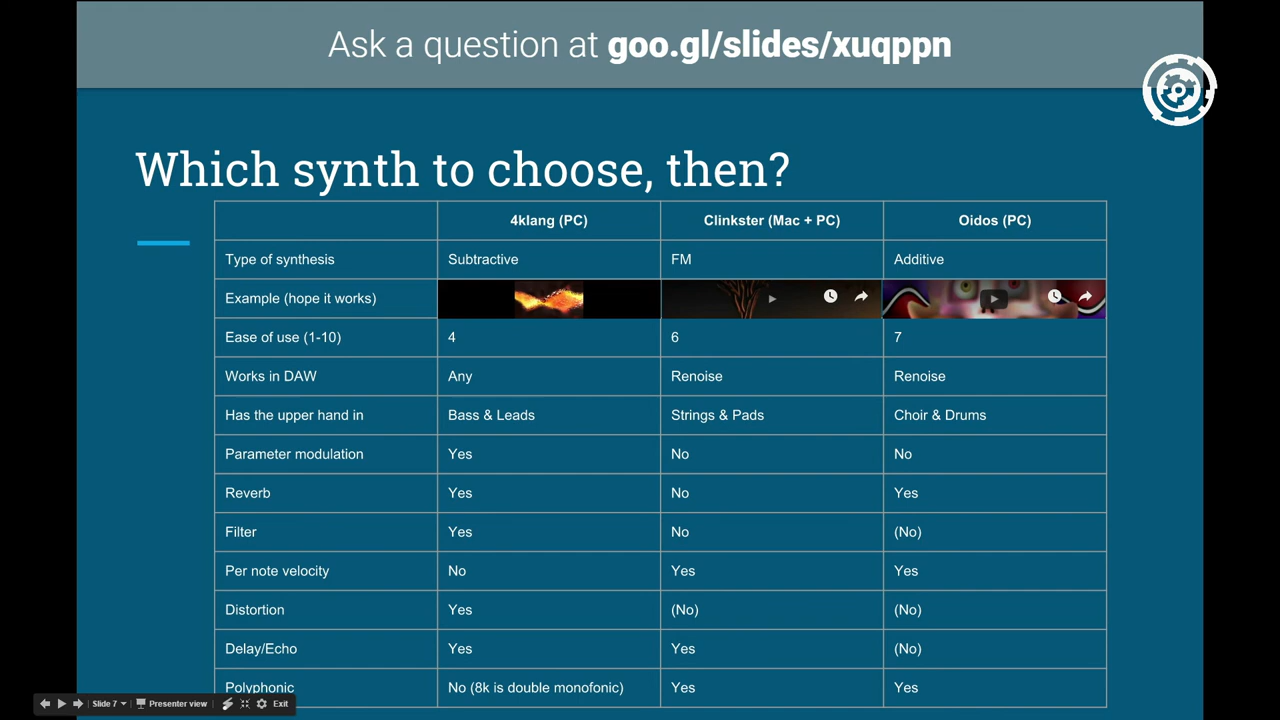 Ask a question at goo.gl/slides/xuqppn
Which synth to choose, then?
4klang (PC) Clinkster (Mac + PC) Oidos (PC)
Type of synthesis Subtractive FM Additive
Example (hope it works)
Ease of use (1-10) 4 6 7
Works in DAW Any Renoise Renoise
Has the upper hand in Bass & Leads Strings & Pads Choir & Drums
Parameter modulation Yes No No
Reverb Yes No Yes
Filter Yes No (No)
Per note velocity No Yes Yes
Distortion Yes (No) (No)
Delay/Echo Yes Yes (No)
Polyphonic No (8k is double monofonic) Yes Yes
Slide 7 Presenter view Exit